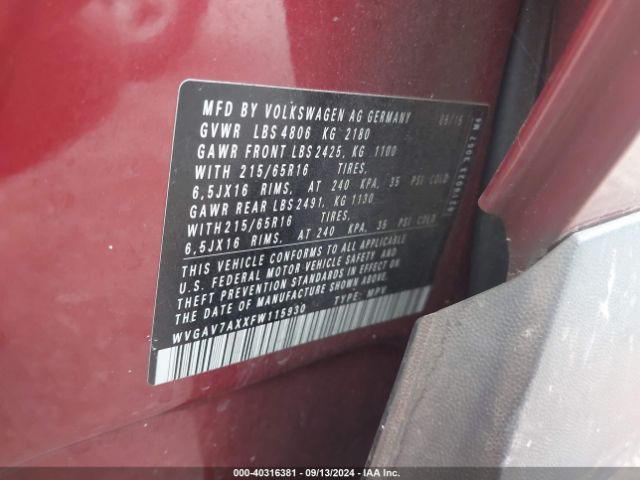 MFD BY VOLKSWAGEN AG GERMANY
GVWR LBS 4806 KG 2180
GAWR FRONT LBS 2425, KG 1100
WITH 215/65R16 TIRES,
6,5JX16 RIMS, AT 240 KPA, 35 PSI COLD
GAWR REAR LBS 2491, KG 1130
WITH 215/65R16 TIRES,
6,5JX16 RIMS, AT 240 KPA, 35 PSI COLD
THIS VEHICLE CONFORMS TO ALL APPLICABLE
U.S. FEDERAL MOTOR VEHICLE SAFETY AND
THEFT PREVENTION STANDARDS IN EFFECT ON
THE DATE OF MANUFACTURE SHOWN ABOVE.
WVGAV7AXXFW115930 TYPE: MPV
000-40316381 - 09/13/2024 - IAA Inc.